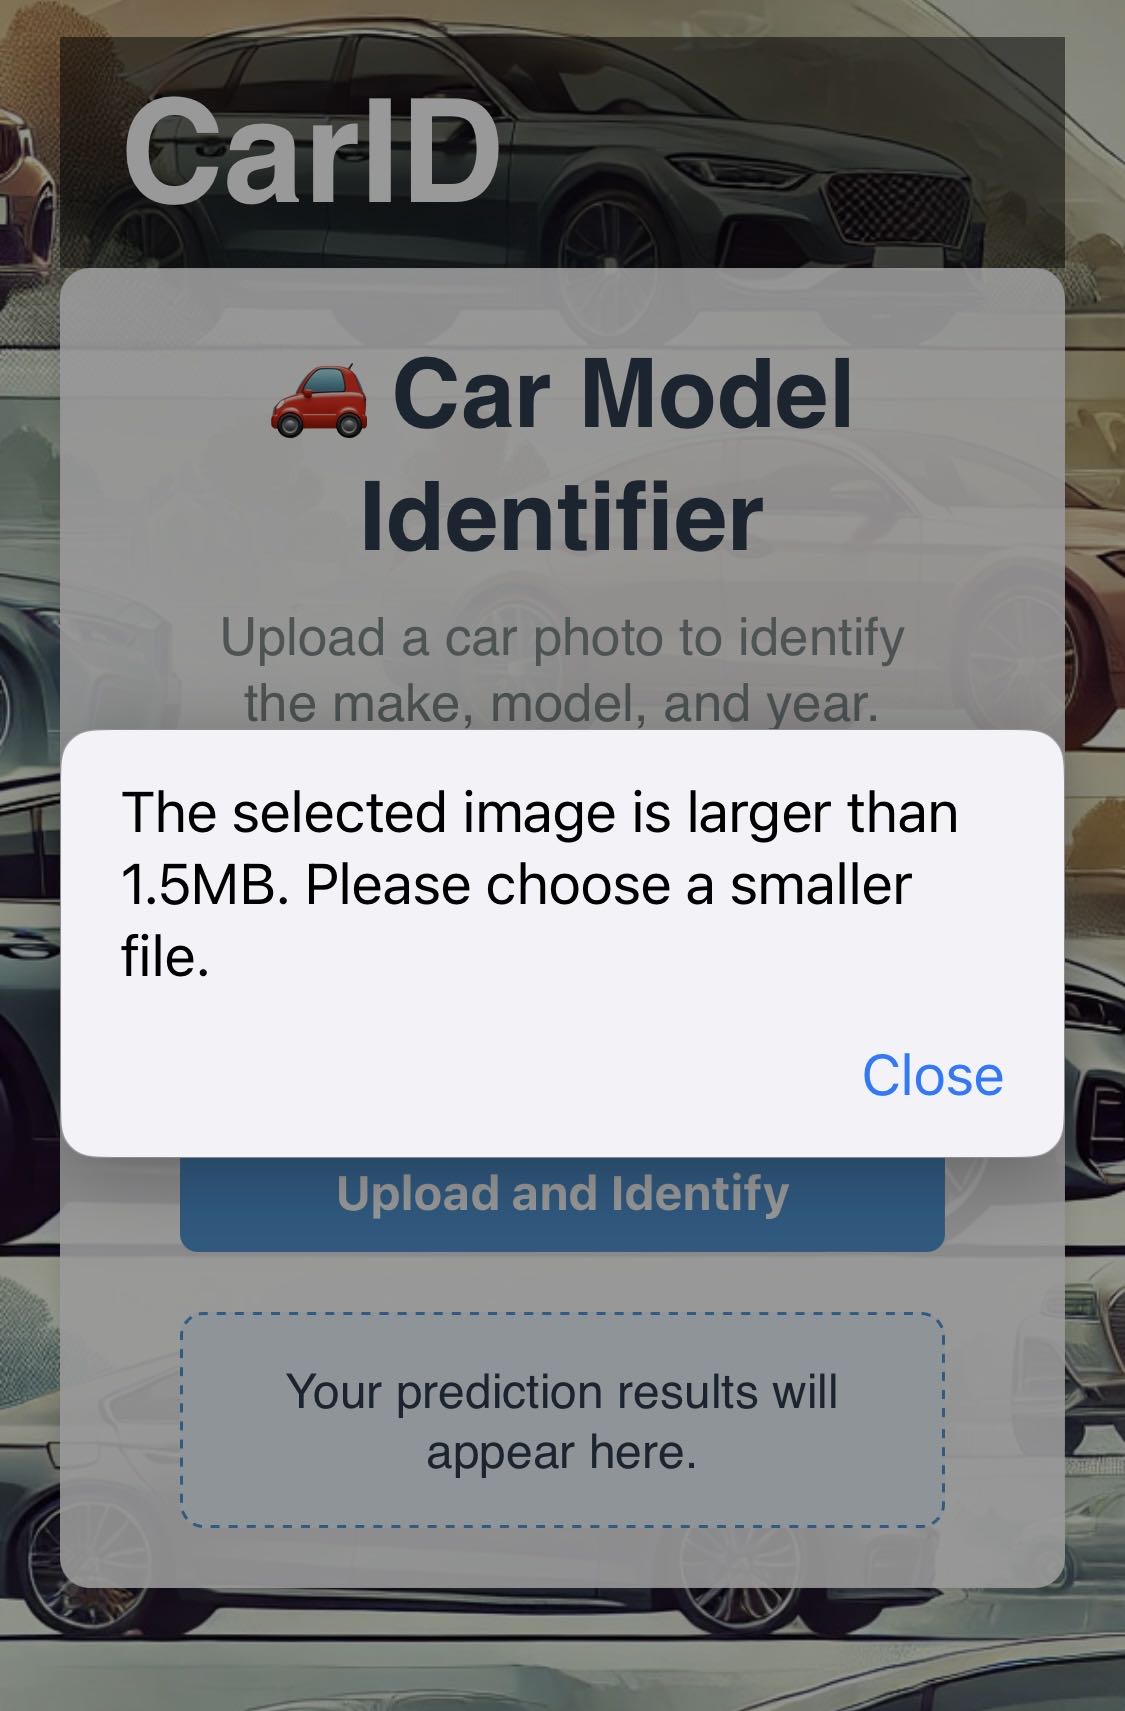 CarID
🚗 Car Model
Identifier
Upload a car photo to identify
the make, model, and year.
The selected image is larger than
1.5MB. Please choose a smaller
file.
Close
Upload and Identify
Your prediction results will
appear here.